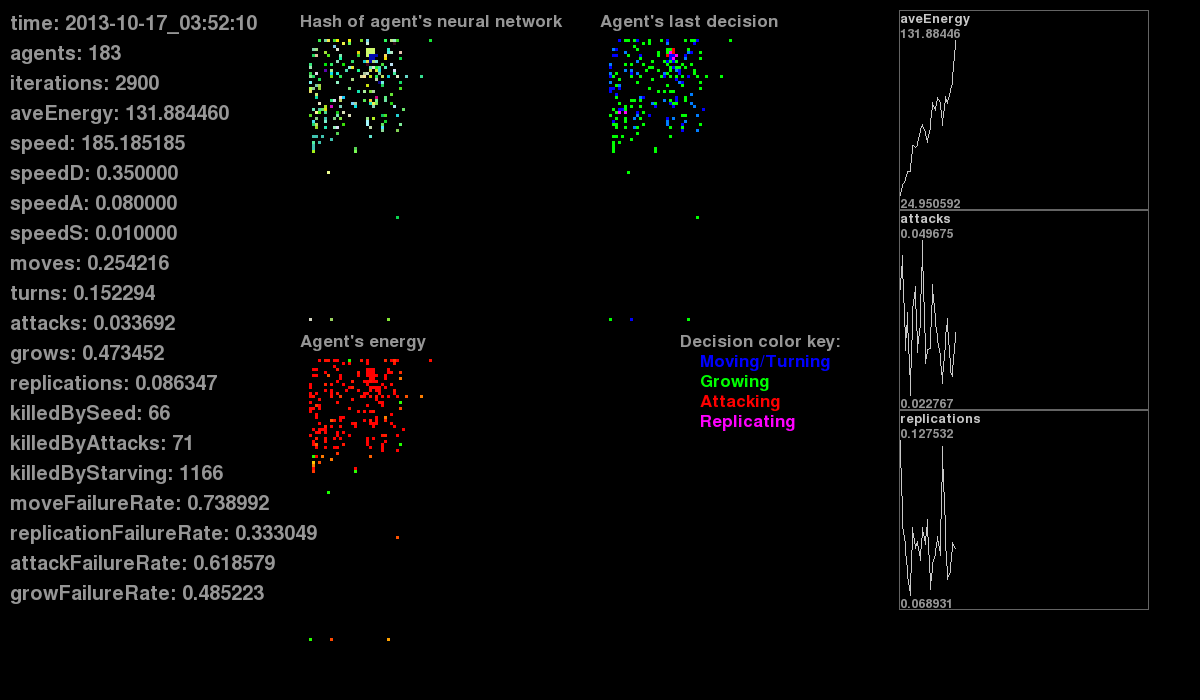 time: 2013-10-17_03:52:10
agents: 183
iterations: 2900
aveEnergy: 131.884460
speed: 185.185185
speedD: 0.350000
speedA: 0.080000
speedS: 0.010000
moves: 0.254216
turns: 0.152294
attacks: 0.033692
grows: 0.473452
replications: 0.086347
killedBySeed: 66
killedByAttacks: 71
killedByStarving: 1166
moveFailureRate: 0.738992
replicationFailureRate: 0.333049
attackFailureRate: 0.618579
growFailureRate: 0.485223
Hash of agent's neural network
Agent's last decision
Agent's energy
Decision color key:
Moving/Turning
Growing
Attacking
Replicating
aveEnergy
131.88446
24.950592
attacks
0.049675
0.022767
replications
0.127532
0.068931